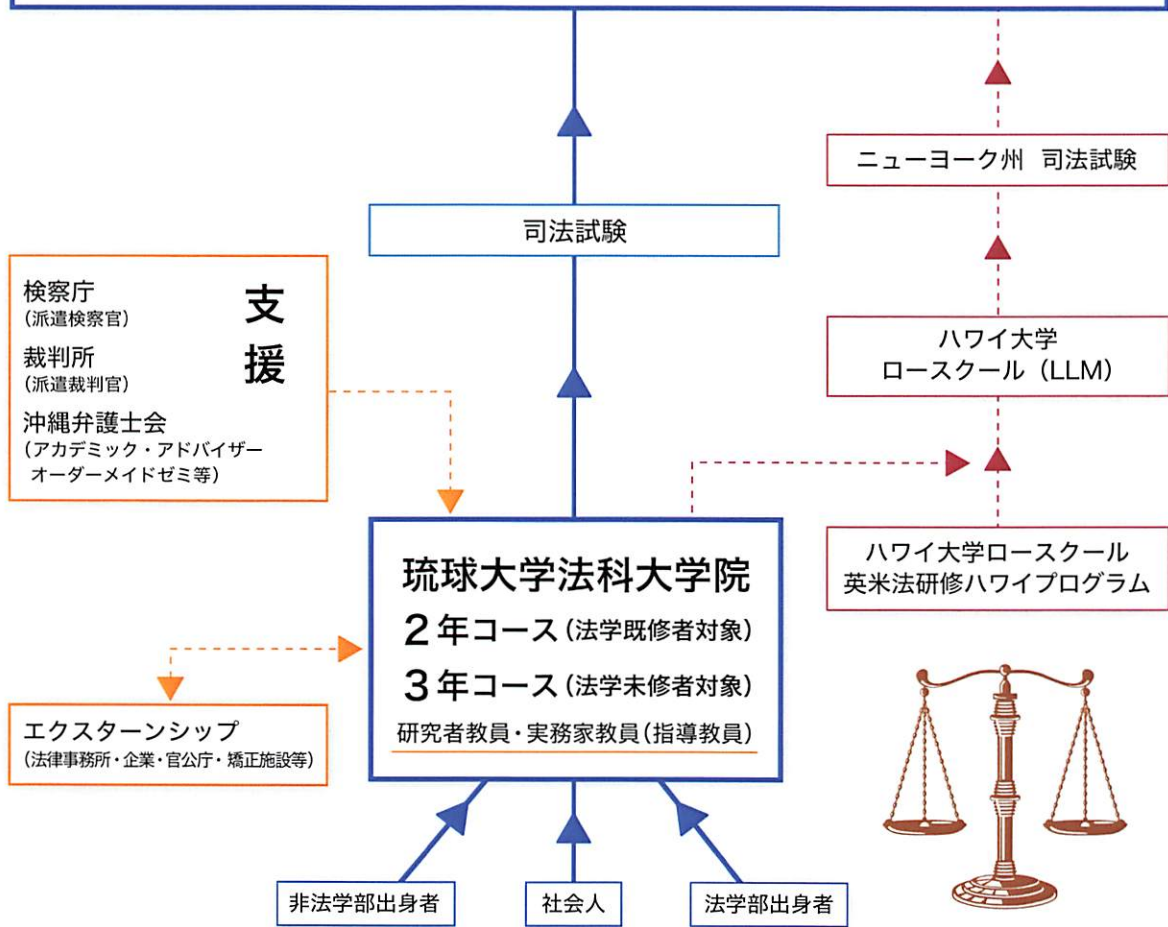 ニューヨーク州 司法試験
司法試験
検察庁
(派遣検察官)
裁判所
(派遣裁判官)
沖縄弁護士会
(アカデミック・アドバイザー
オーダーメイドゼミ等)
支
援
ハワイ大学
ロースクール (LLM)
琉球大学法科大学院
2年コース (法学既修者対象)
3年コース (法学未修者対象)
研究者教員・実務家教員(指導教員)
ハワイ大学ロースクール
英米法研修ハワイプログラム
エクスターンシップ
(法律事務所・企業・官公庁・矯正施設等)
非法学部出身者
社会人
法学部出身者